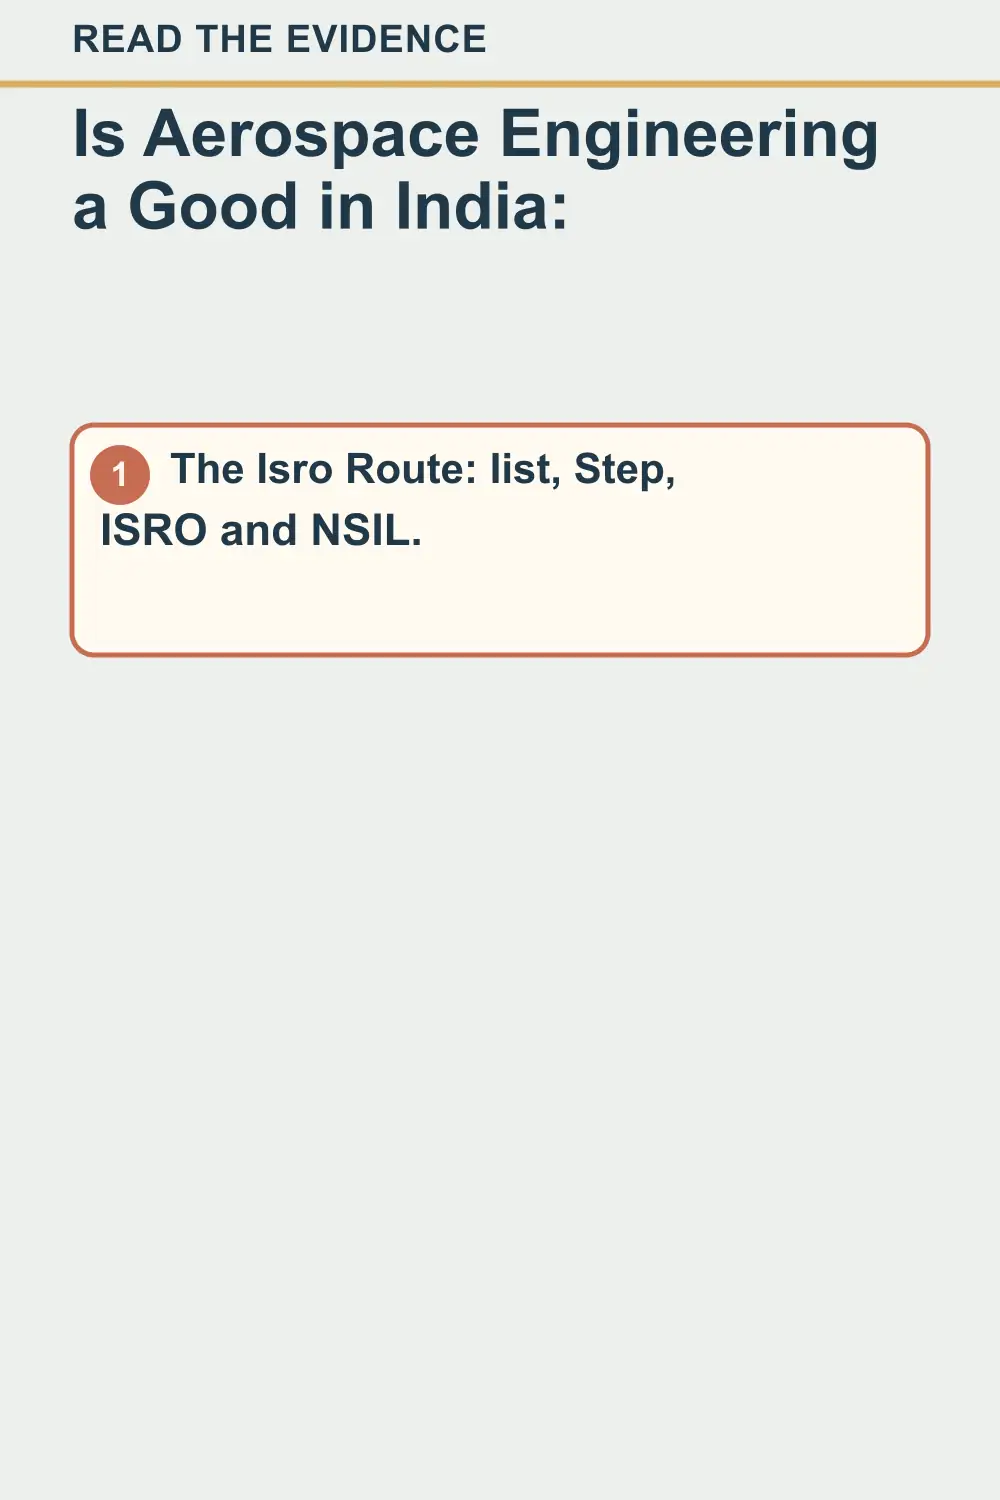 READ THE EVIDENCE
Is Aerospace Engineering
a Good in India:
1 The Isro Route: list, Step,
ISRO and NSIL.